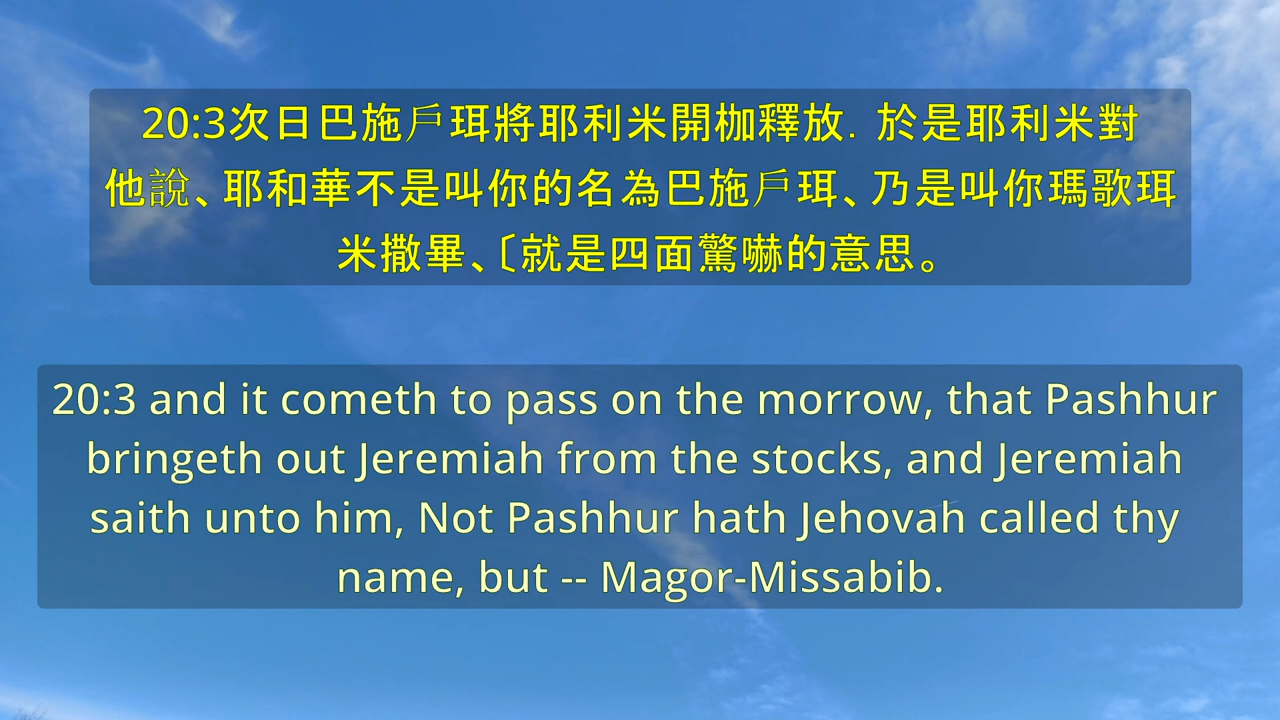 20:3次日巴施戶珥將耶利米開枷釋放．於是耶利米對
他說、耶和華不是叫你的名為巴施戶珥、乃是叫你瑪歌珥
米撒畢、〔就是四面驚嚇的意思。
20:3 and it cometh to pass on the morrow, that Pashhur
bringeth out Jeremiah from the stocks, and Jeremiah
saith unto him, Not Pashhur hath Jehovah called thy
name, but -- Magor-Missabib.